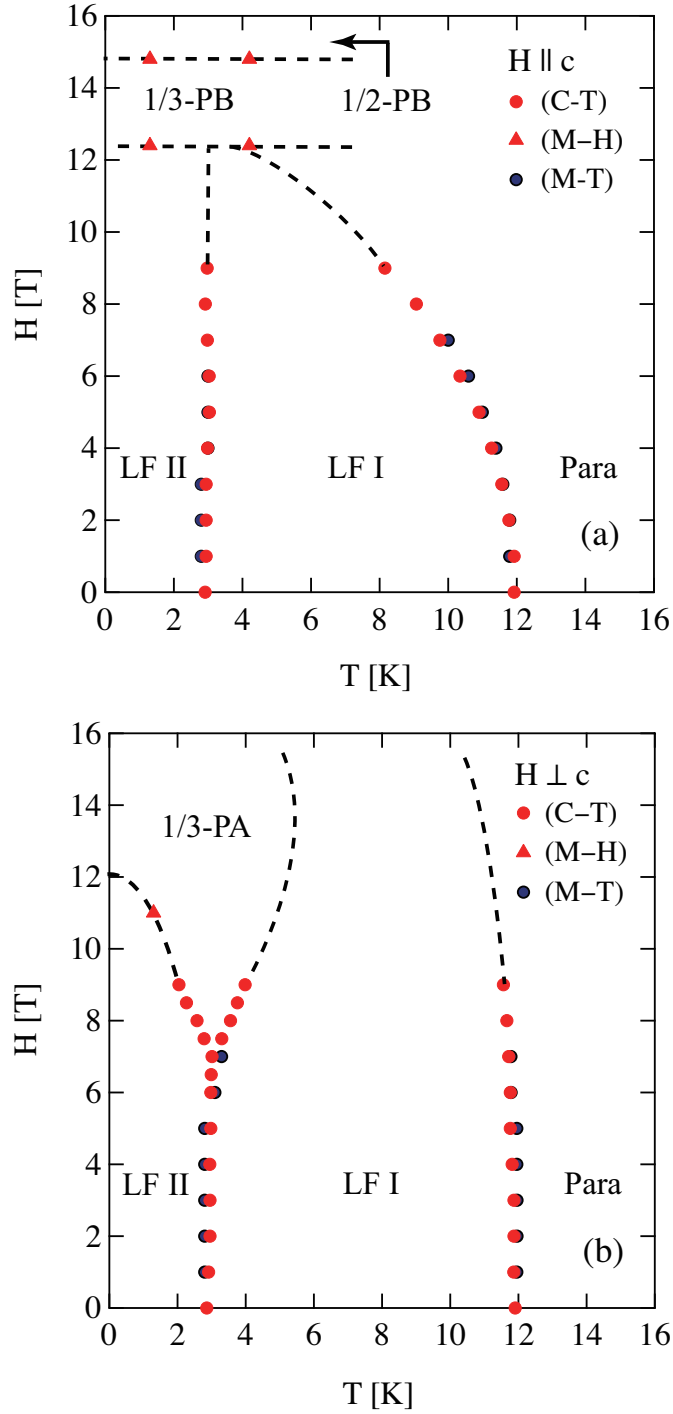 16
14
12
10
8
6
4
2
0
H [T]
H || c
(C-T)
(M−H)
(M-T)
1/3-PB
1/2-PB
LF II
LF I
Para
(a)
0
2
4
6
8
10
12
14
16
T [K]
16
14
12
10
8
6
4
2
0
H [T]
H ⊥ c
(C−T)
(M−H)
(M−T)
1/3-PA
LF II
LF I
Para
(b)
0
2
4
6
8
10
12
14
16
T [K]